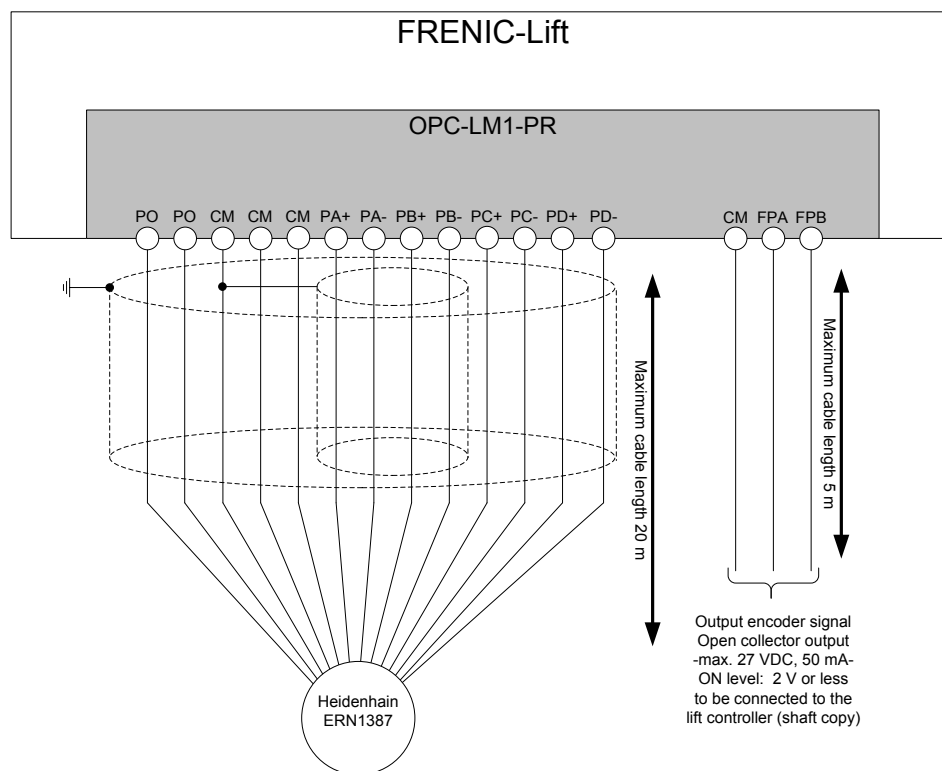 FRENIC-Lift
OPC-LM1-PR
PO PO CM CM CM PA+ PA- PB+ PB- PC+ PC- PD+ PD- CM FPA FPB
Maximum cable length 20 m
Maximum cable length 5 m
Output encoder signal
Open collector output
-max. 27 VDC, 50 mA-
ON level: 2 V or less
to be connected to the
lift controller (shaft copy)
Heidenhain
ERN1387